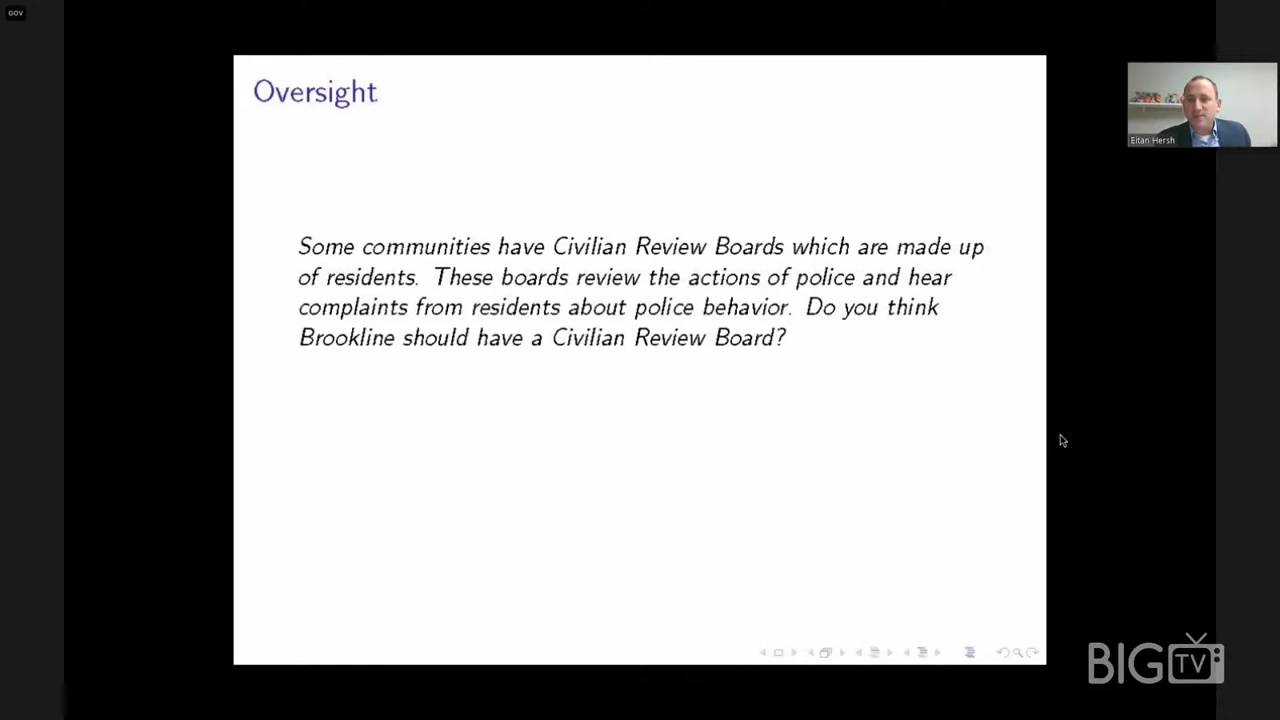 oov
Oversight
Eitan Hersh
Some communities have Civilian Review Boards which are made up
of residents. These boards review the actions of police and hear
complaints from residents about police behavior. Do you think
Brookline should have a Civilian Review Board?
BIG TV